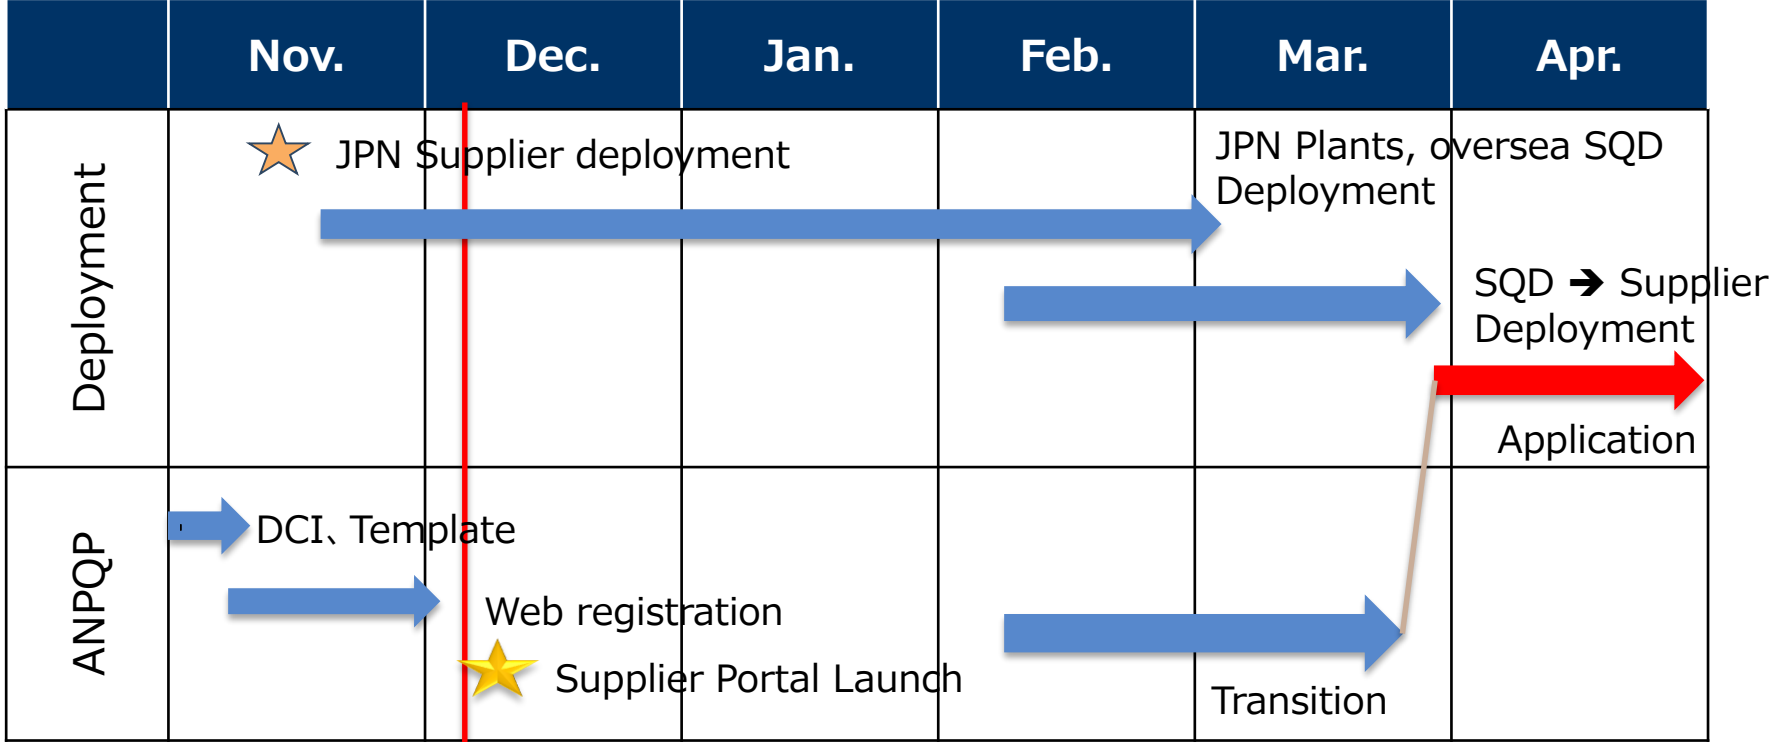 Nov.
Dec.
Jan.
Feb.
Mar.
Apr.
Deployment
JPN Supplier deployment
JPN Plants, oversea SQD
Deployment
SQD ➔ Supplier
Deployment
Application
ANPQP
DCI、Template
Web registration
Supplier Portal Launch
Transition